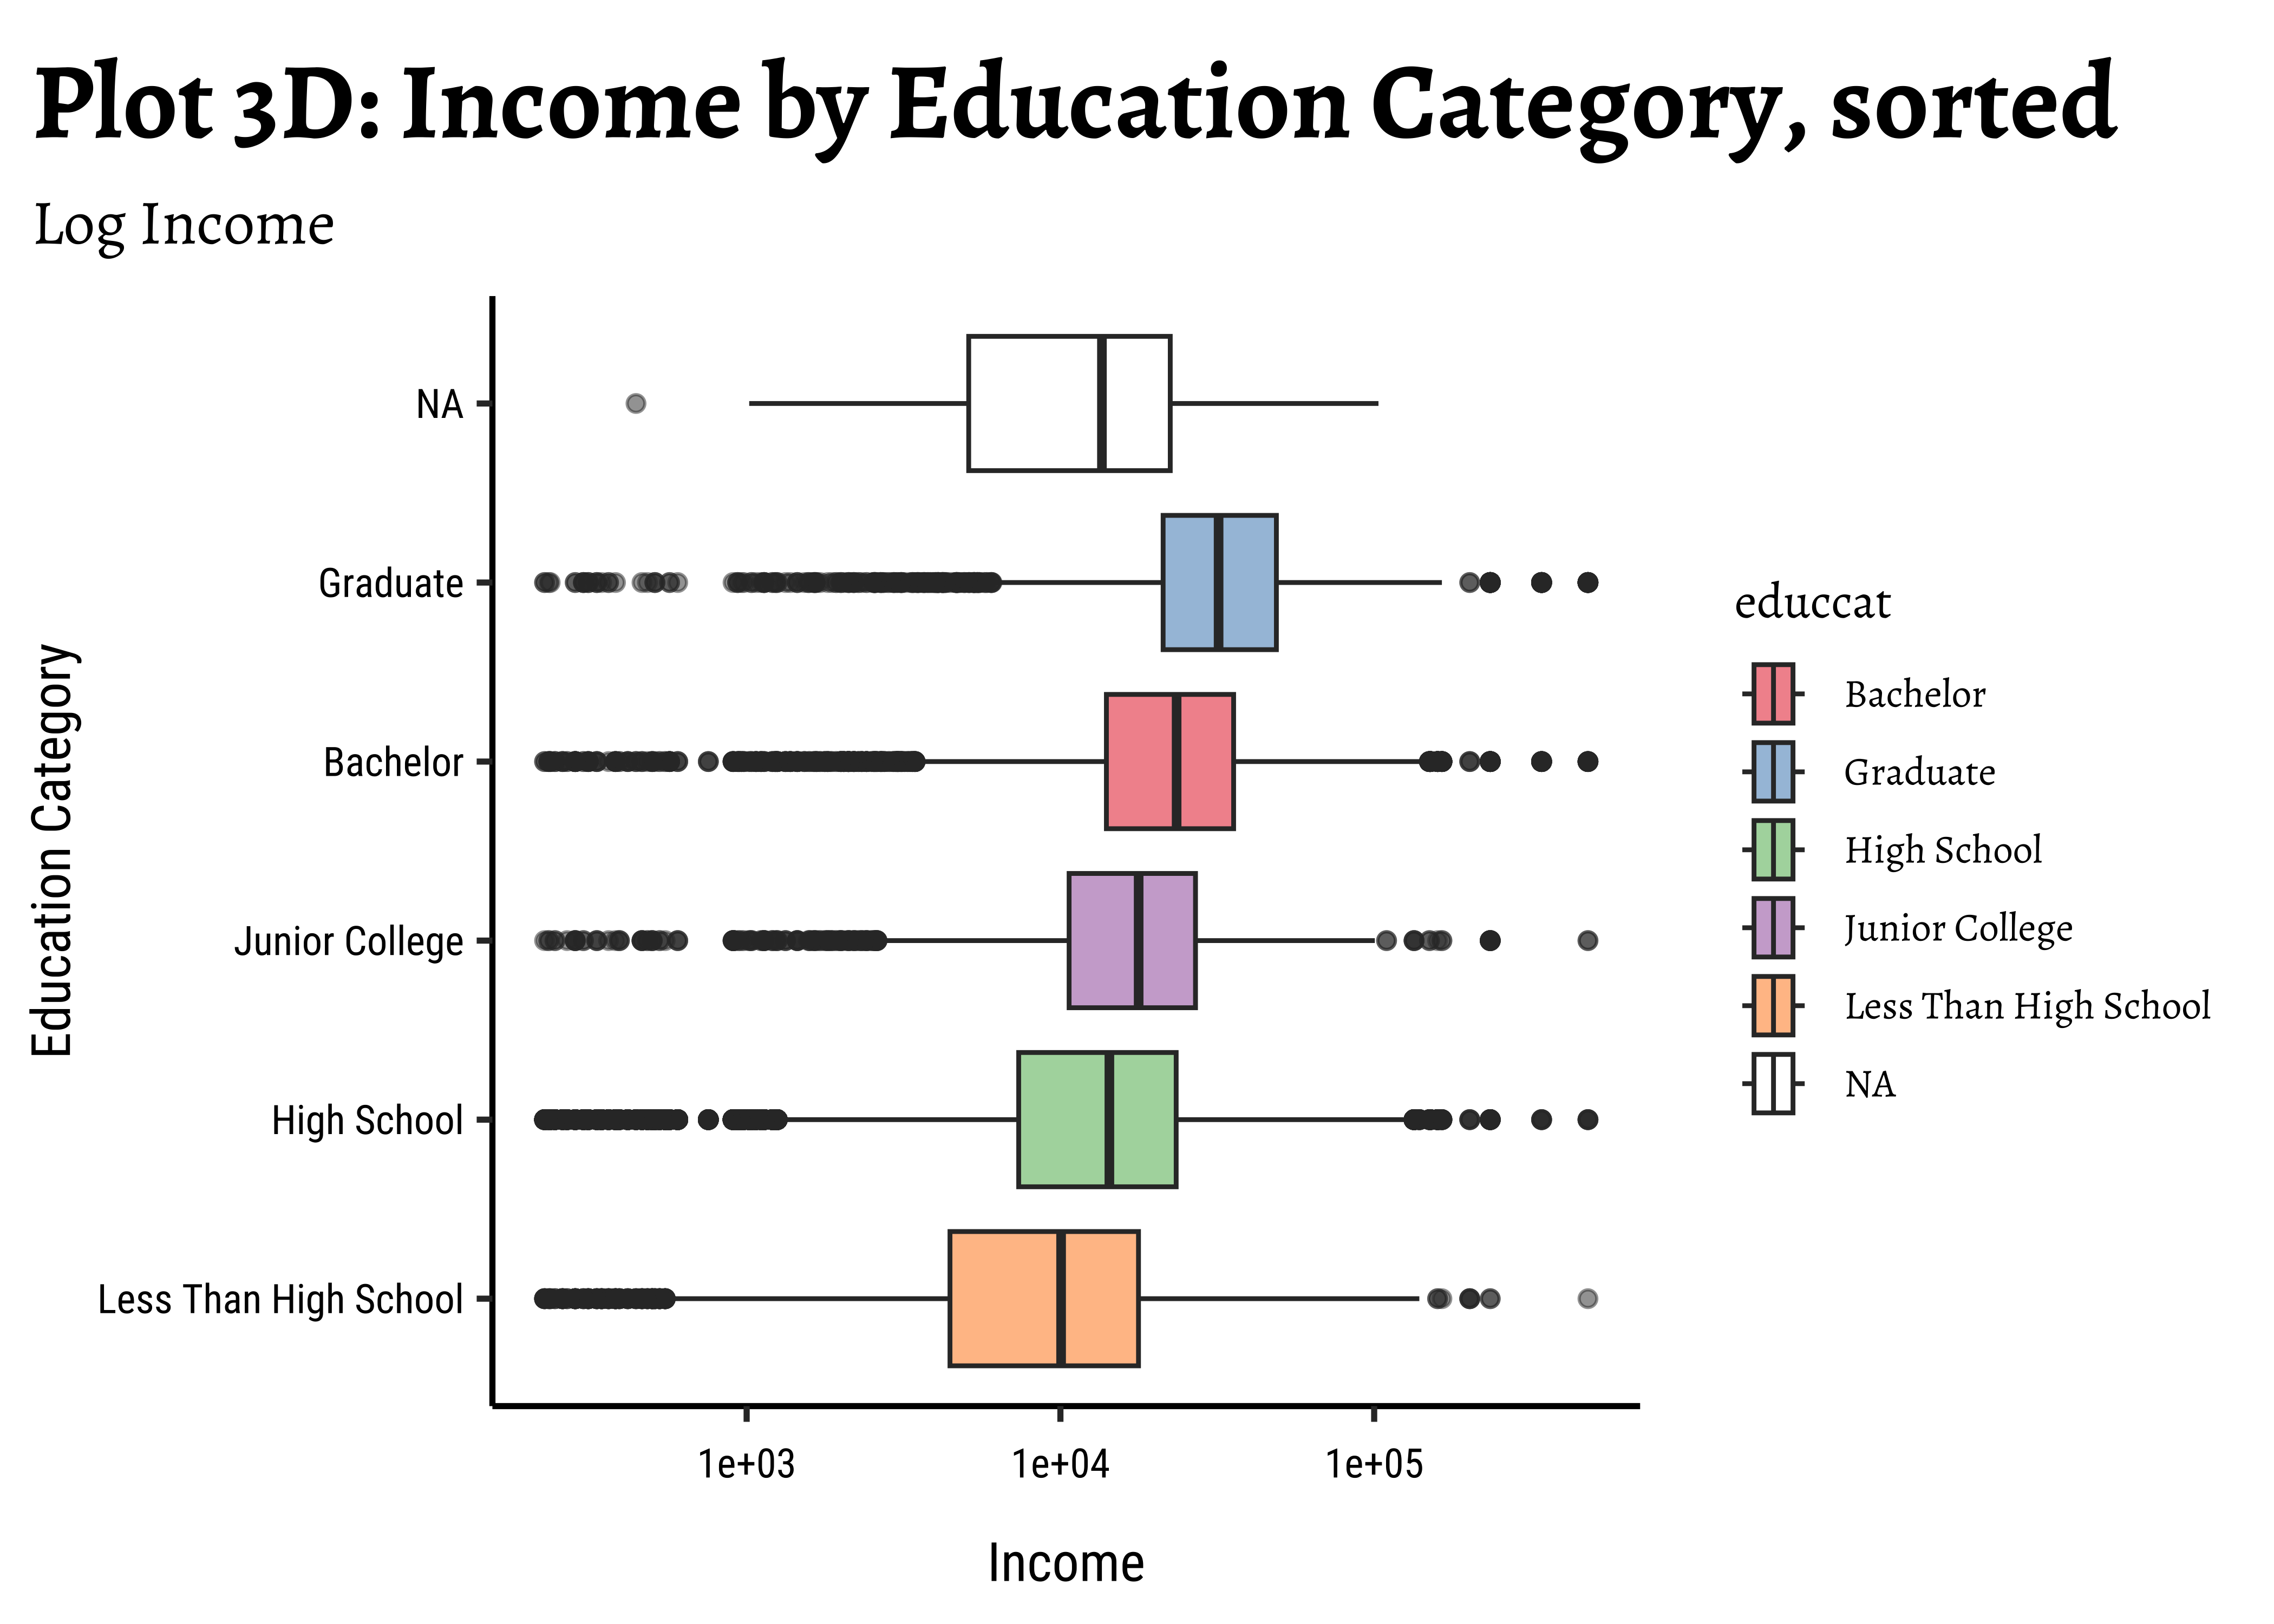 Plot 3D: Income by Education Category, sorted
Log Income
Education Category
NA
Graduate
Bachelor
Junior College
High School
Less Than High School
1e+03
1e+04
1e+05
Income
educcat
Bachelor
Graduate
High School
Junior College
Less Than High School
NA